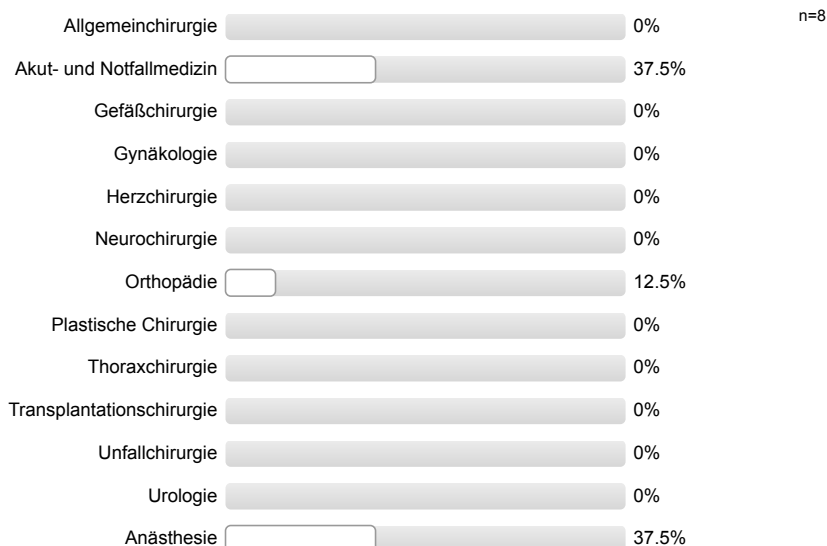 n=8
Allgemeinchirurgie 0%
Akut- und Notfallmedizin 37.5%
Gefäßchirurgie 0%
Gynäkologie 0%
Herzchirurgie 0%
Neurochirurgie 0%
Orthopädie 12.5%
Plastische Chirurgie 0%
Thoraxchirurgie 0%
Transplantationschirurgie 0%
Unfallchirurgie 0%
Urologie 0%
Anästhesie 37.5%